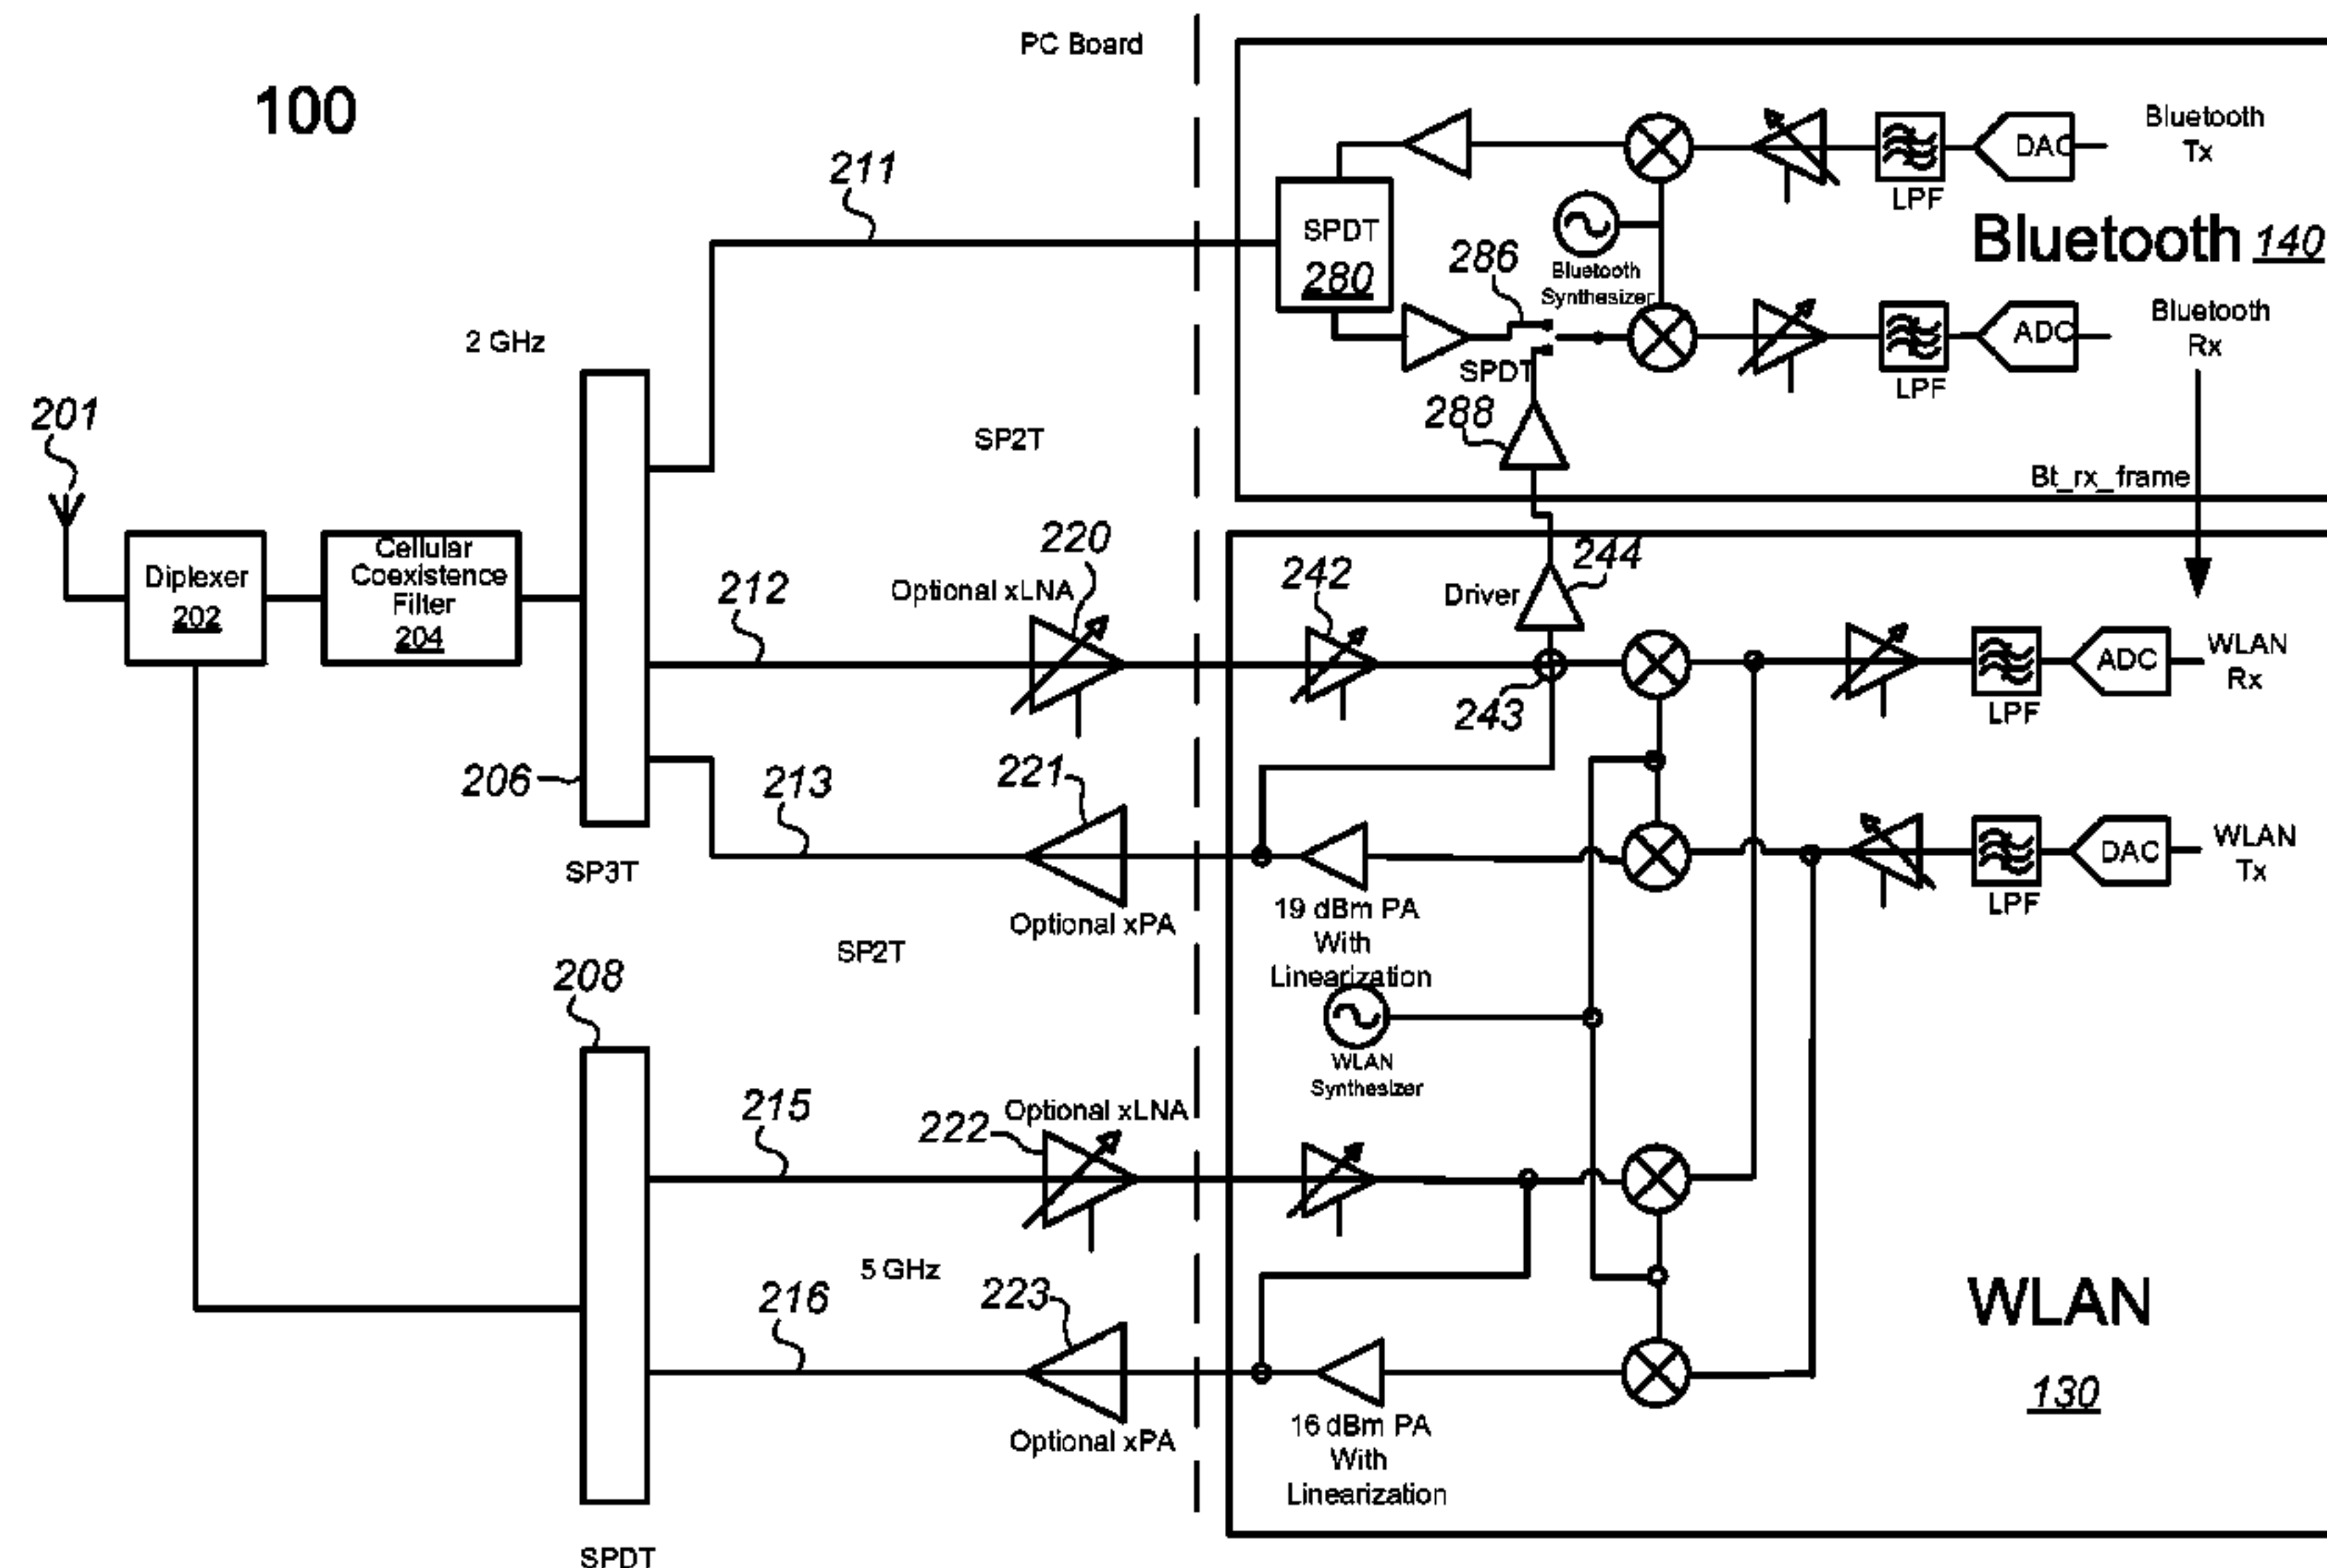 PC Board
100
211
Bluetooth
Tx
DAC
LPF
SPDT
280
Bluetooth
Synthesizer
Bluetooth 140
286
SPDT
Bluetooth
Rx
ADC
LPF
2 GHz
SP2T
288
Bt_rx_frame
201
Diplexer
202
Cellular
Coexistence
Filter
204
220
Optional xLNA
212
242
Driver
244
243
ADC
WLAN
Rx
LPF
206
SP3T
213
221
Optional xPA
19 dBm PA
With
Linearization
DAC
WLAN
Tx
LPF
SP2T
208
WLAN
Synthesizer
215
222
Optional xLNA
5 GHz
216
223
Optional xPA
16 dBm PA
With
Linearization
WLAN
130
SPDT